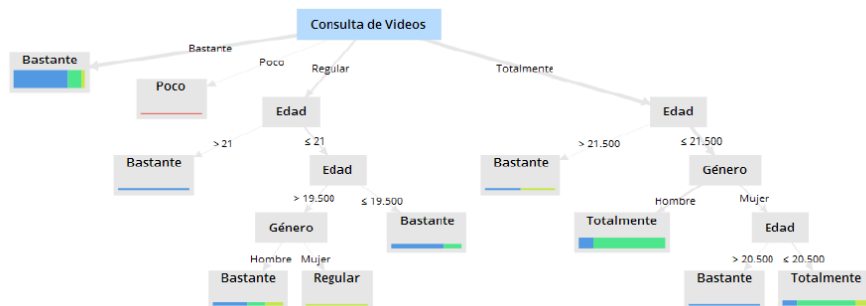 Consulta de Videos
Bastante
Poco
Regular
Totalmente
Bastante
Poco
Edad
Edad
> 21
≤ 21
> 21.500
≤ 21.500
Bastante
Edad
Bastante
Género
> 19.500
≤ 19.500
Hombre
Mujer
Género
Bastante
Totalmente
Edad
Hombre
Mujer
> 20.500
≤ 20.500
Bastante
Regular
Bastante
Totalmente